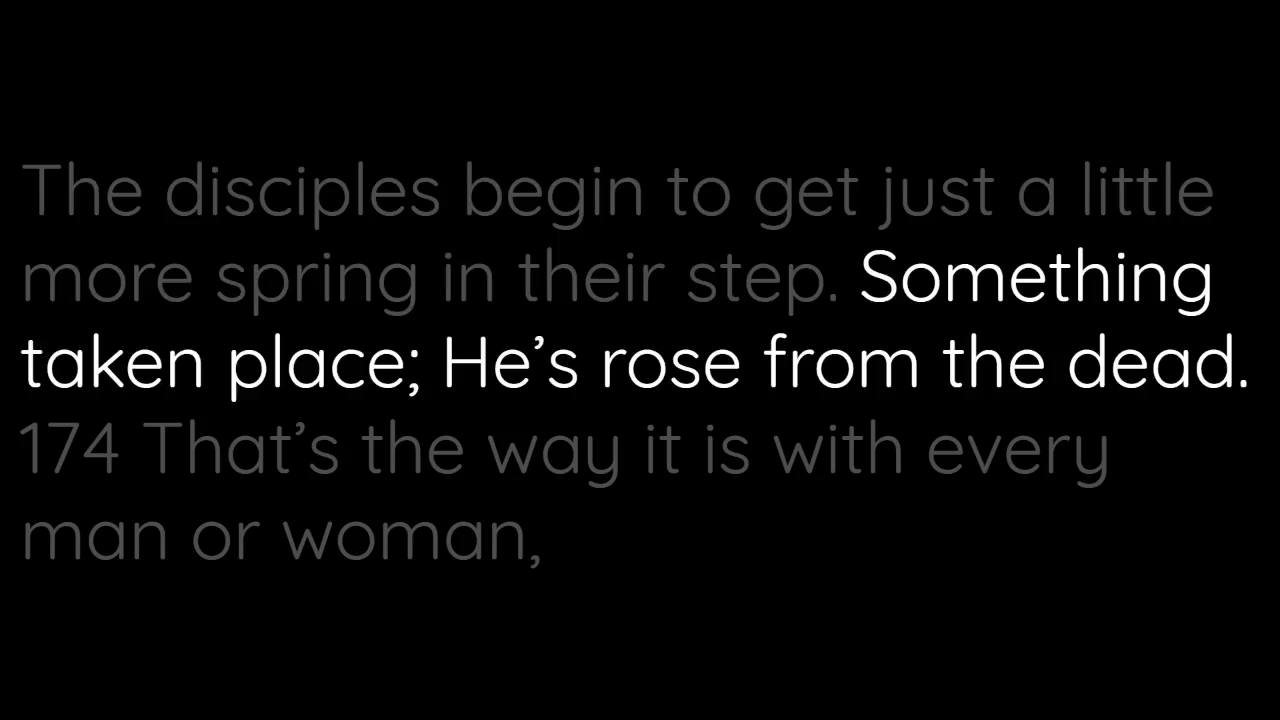 The disciples begin to get just a little
more spring in their step. Something
taken place; He’s rose from the dead.
174 That’s the way it is with every
man or woman,